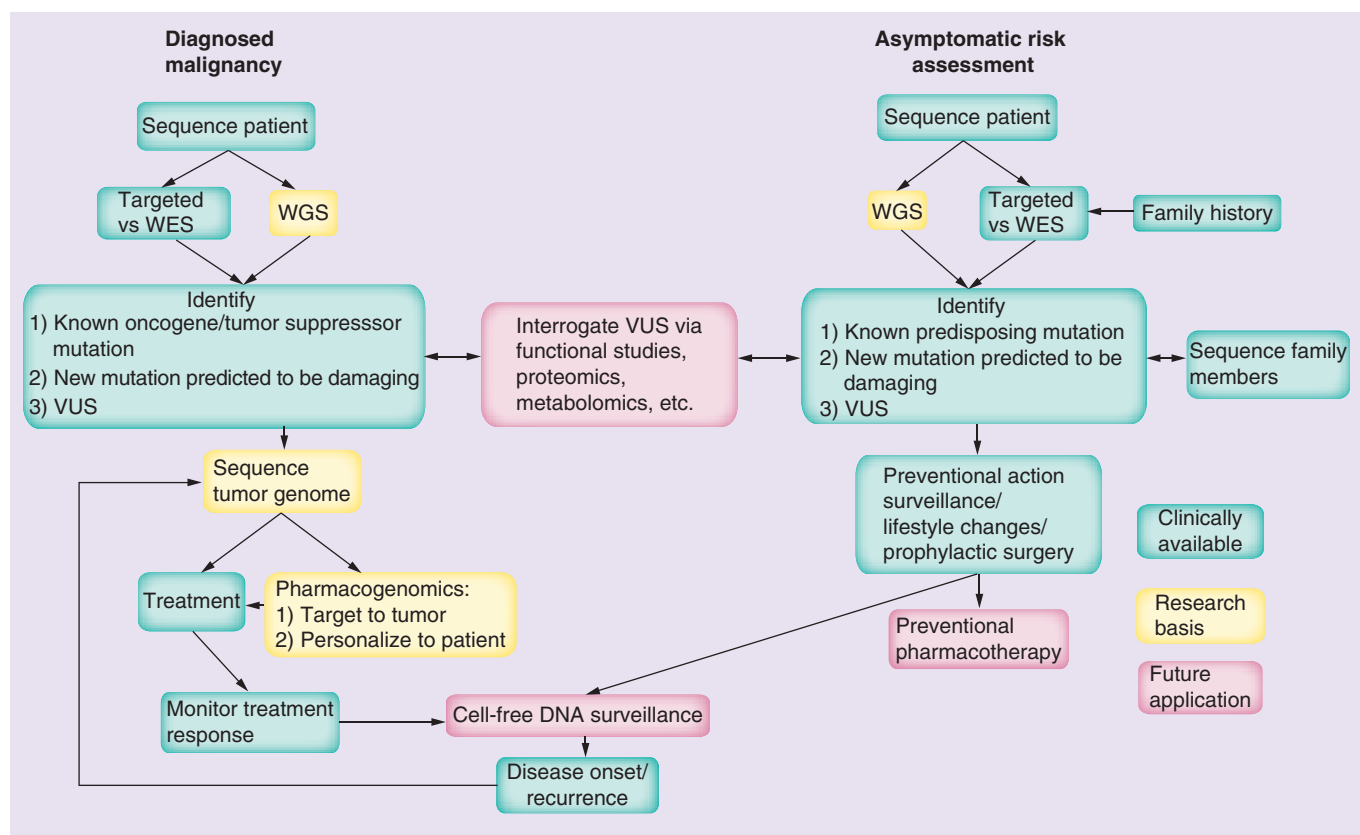 Diagnosed
malignancy
Sequence patient
Targeted
vs WES
WGS
Identify
1) Known oncogene/tumor suppresssor
mutation
2) New mutation predicted to be damaging
3) VUS
Sequence
tumor genome
Treatment
Pharmacogenomics:
1) Target to tumor
2) Personalize to patient
Monitor treatment
response
Interrogate VUS via
functional studies,
proteomics,
metabolomics, etc.
Cell-free DNA surveillance
Disease onset/
recurrence
Asymptomatic risk
assessment
Sequence patient
WGS
Targeted
vs WES
Family history
Identify
1) Known predisposing mutation
2) New mutation predicted to be
damaging
3) VUS
Sequence family
members
Preventional action
surveillance/
lifestyle changes/
prophylactic surgery
Preventional
pharmacotherapy
Clinically
available
Research
basis
Future
application